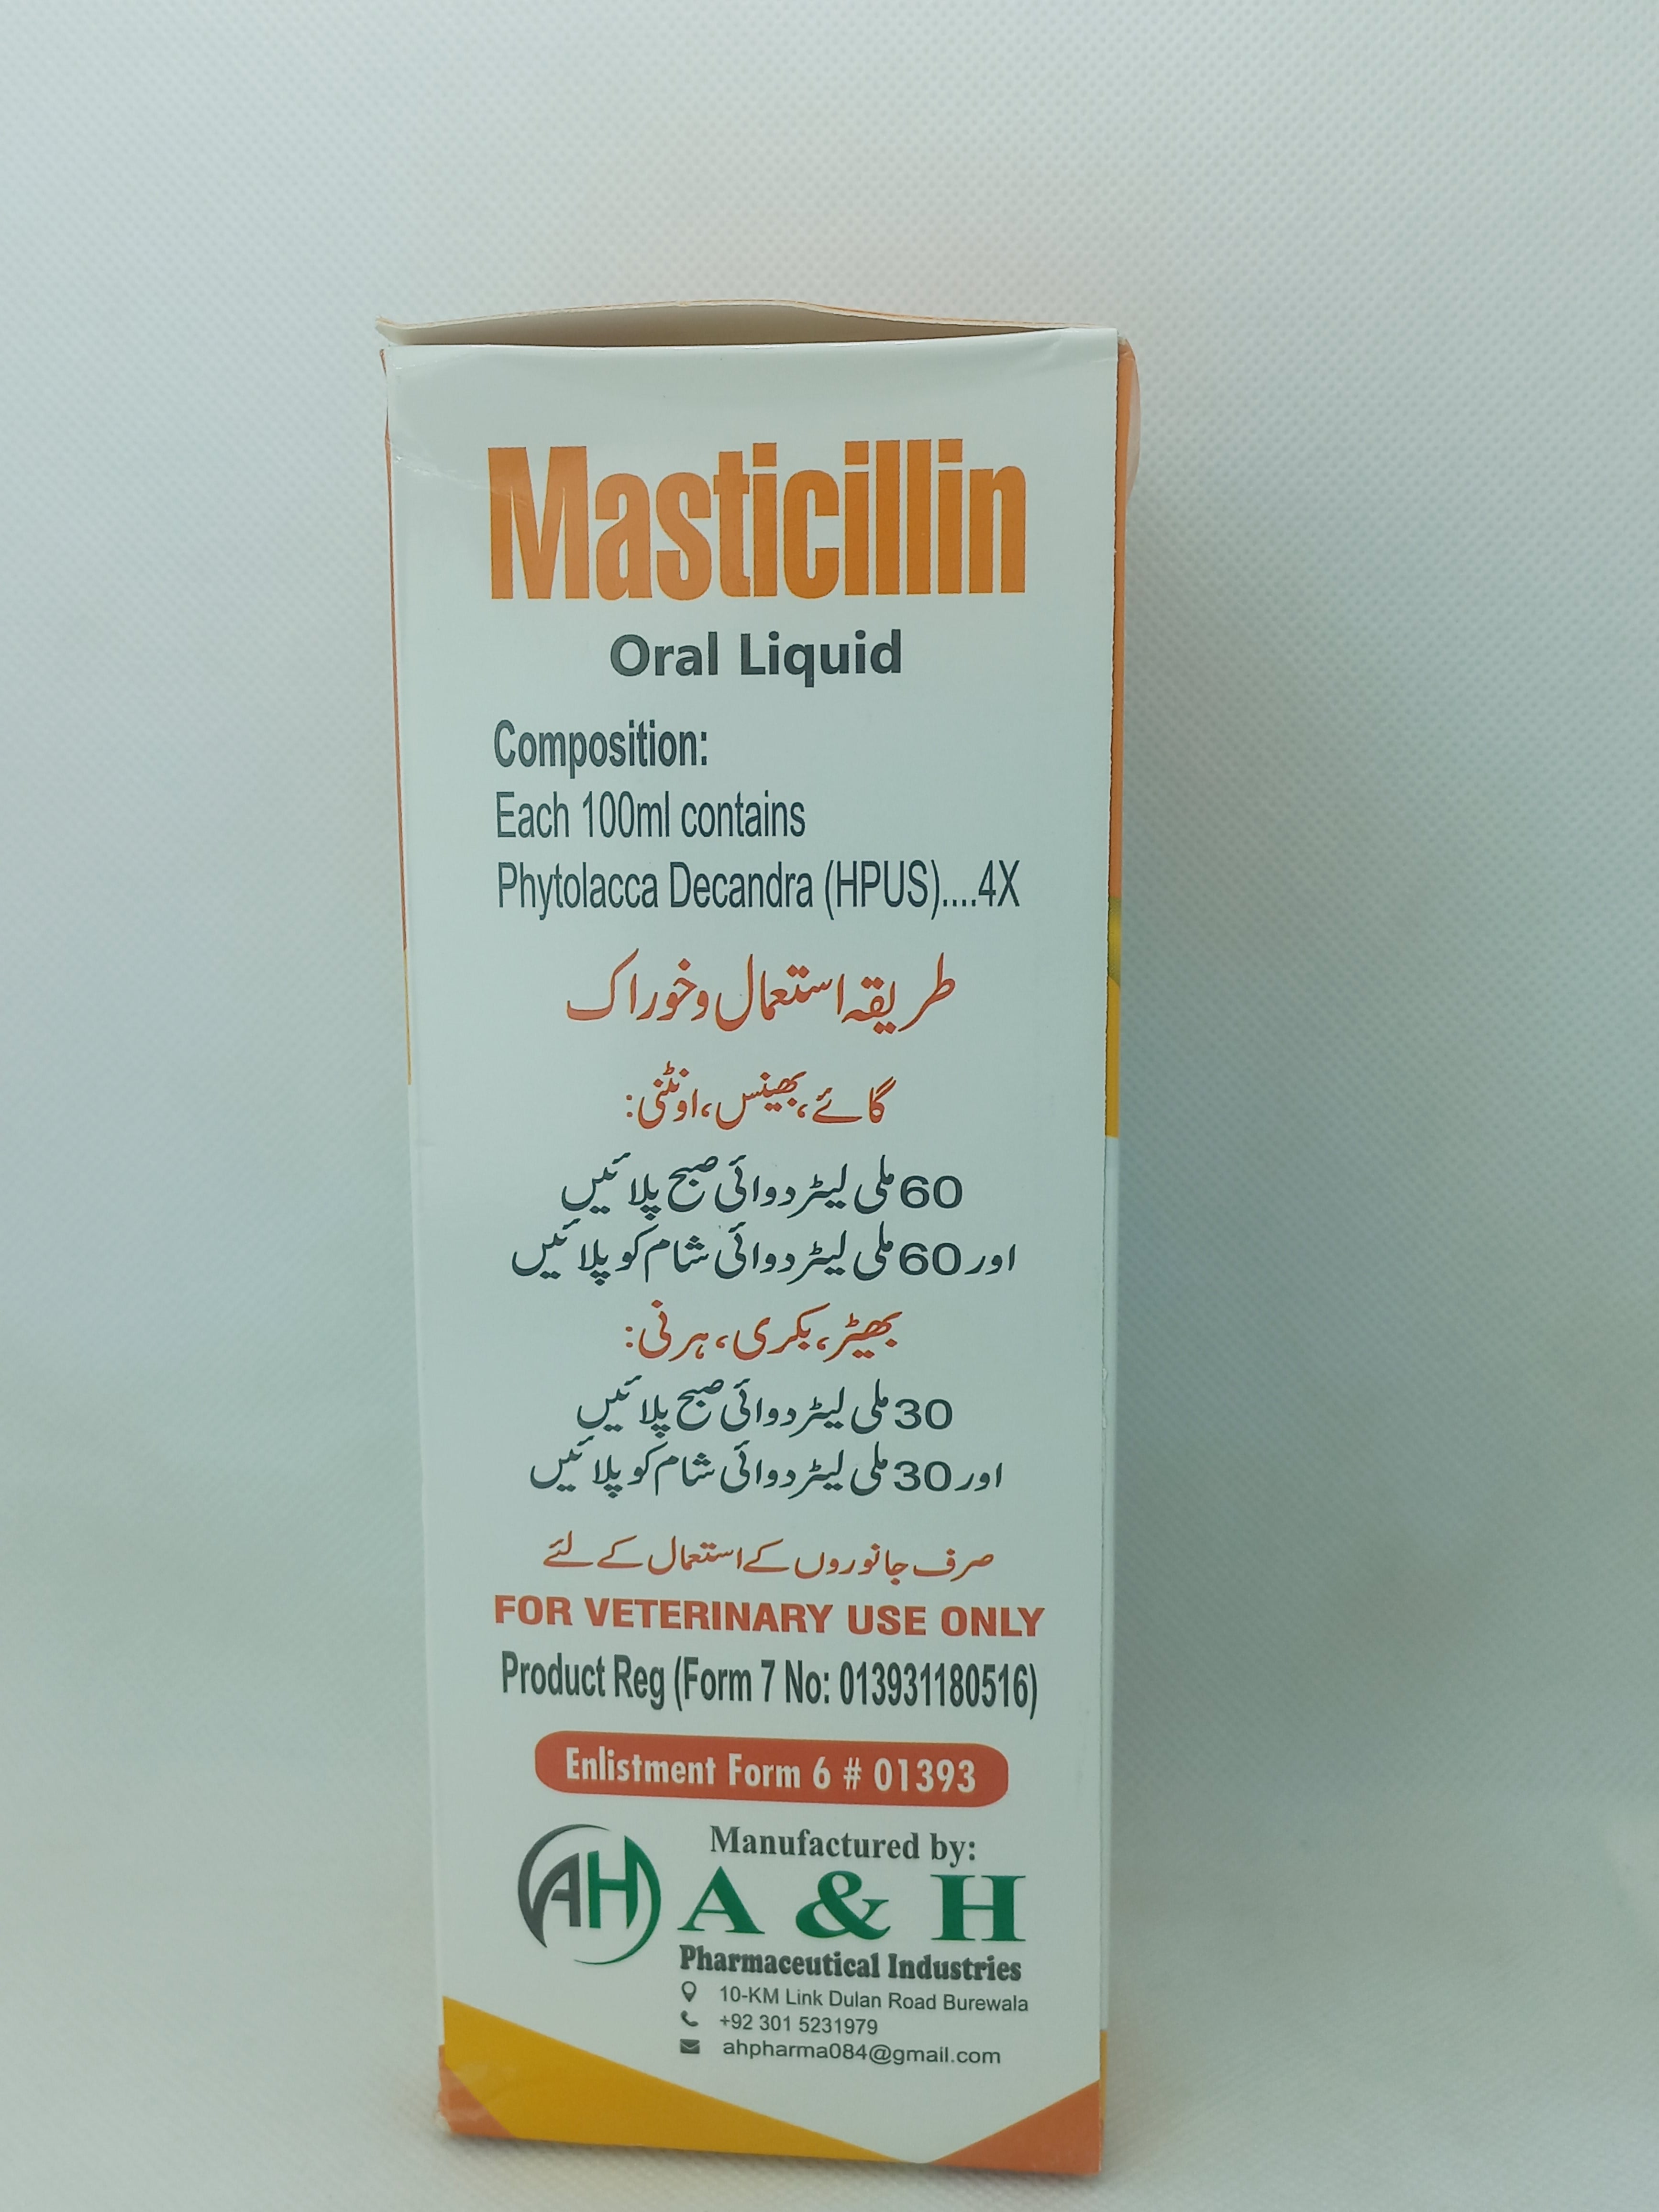 Masticillin
Oral Liquid
Composition:
Each 100ml contains
Phytolacca Decandra (HPUS)....4X
طریقہ استعمال و خوراک
گائے، بھینس، اونٹنی:
60 ملی لیٹر دوائی صبح پلائیں
اور 60 ملی لیٹر دوائی شام کو پلائیں
بھیڑ، بکری، ہرنی:
30 ملی لیٹر دوائی صبح پلائیں
اور 30 ملی لیٹر دوائی شام کو پلائیں
صرف جانوروں کے استعمال کے لئے
FOR VETERINARY USE ONLY
Product Reg (Form 7 No: 013931180516)
Enlistment Form 6 # 01393
AH
Manufactured by:
A & H
Pharmaceutical Industries
10-KM Link Dulan Road Burewala
+92 301 5231979
ahpharma084@gmail.com